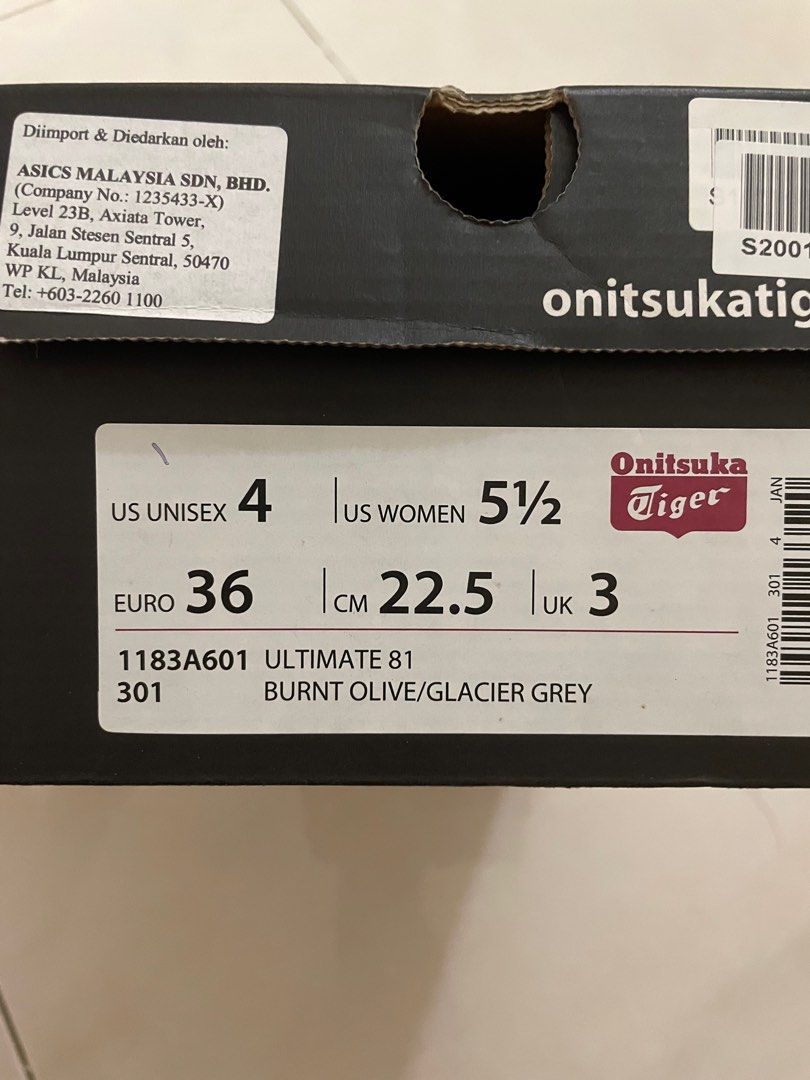 Diimport & Diedarkan oleh:
ASICS MALAYSIA SDN, BHD.
(Company No.: 1235433-X)
Level 23B, Axiata Tower,
9, Jalan Stesen Sentral 5,
Kuala Lumpur Sentral, 50470
WP KL, Malaysia
Tel: +603-2260 1100
S2001
onitsukatig
US UNISEX 4 US WOMEN 5½
Onitsuka
Tiger
EURO 36 CM 22.5 UK 3
1183A601 ULTIMATE 81
301 BURNT OLIVE/GLACIER GREY
1183A601 301 4 JAN